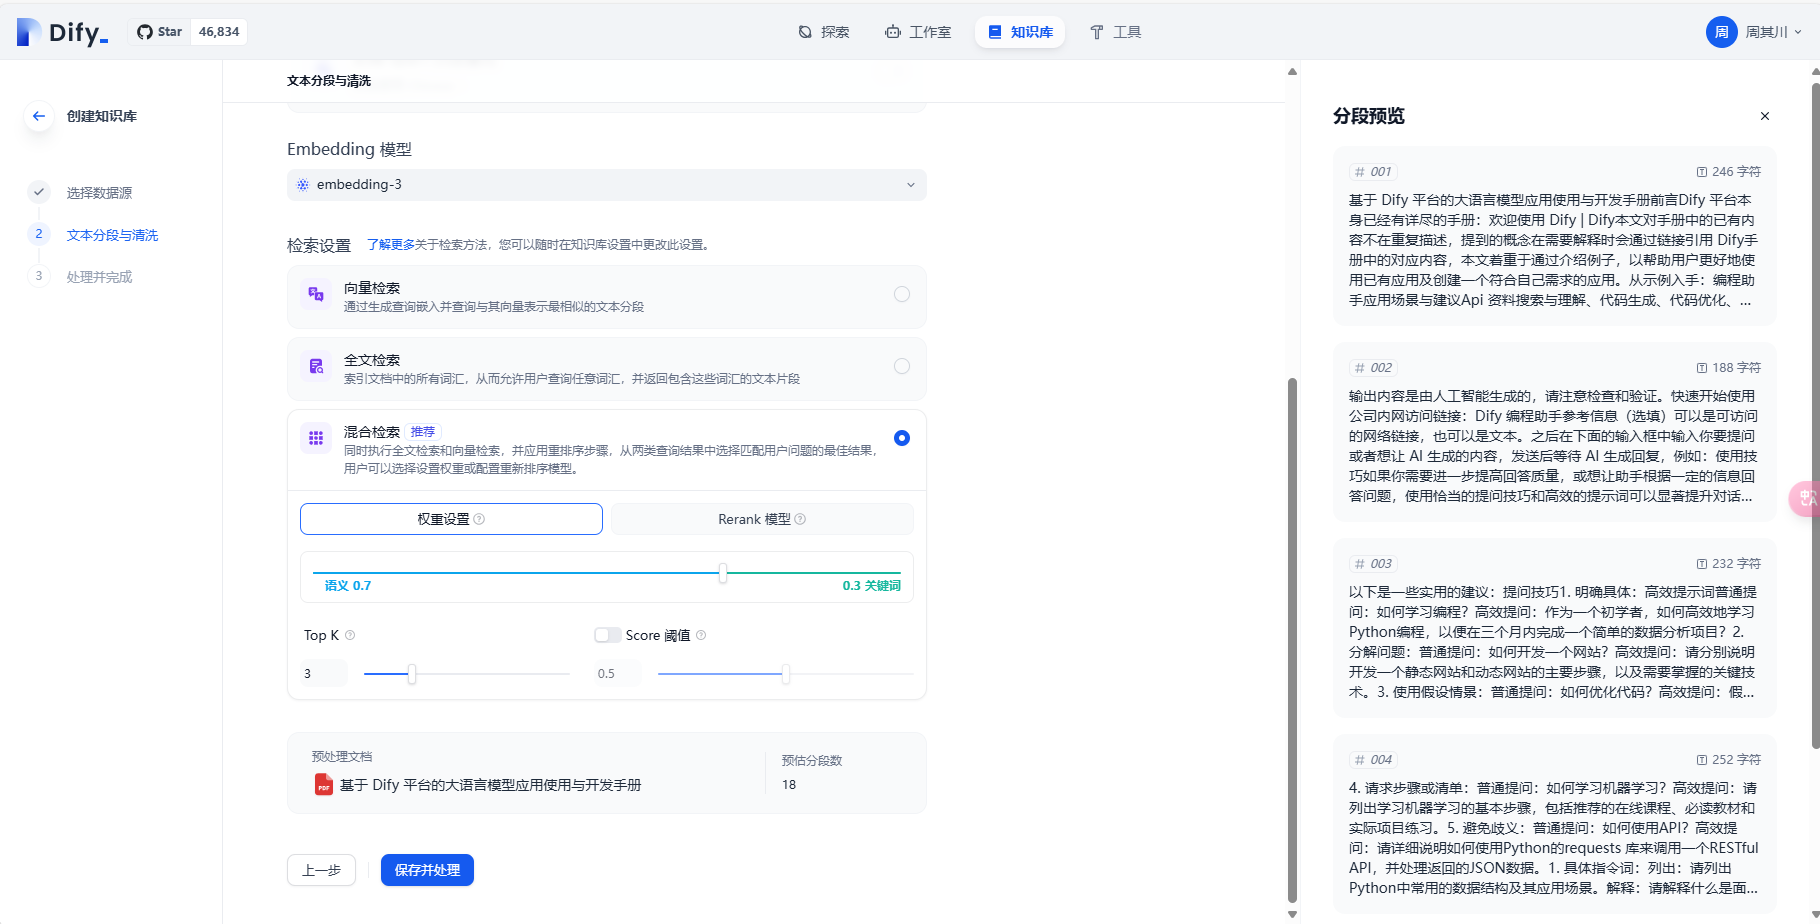 Dify_
Star 46,834
探索
工作室
知识库
工具
周 周其川
创建知识库
选择数据源
2 文本分段与清洗
3 处理并完成
文本分段与清洗
Embedding 模型
embedding-3
检索设置 了解更多关于检索方法，您可以随时在知识库设置中更改此设置。
向量检索
通过生成查询嵌入并查询与其向量表示最相似的文本分段
全文检索
索引文档中的所有词汇，从而允许用户查询任意词汇，并返回包含这些词汇的文本片段
混合检索 推荐
同时执行全文检索和向量检索，并应用重排序步骤，从两类查询结果中选择匹配用户问题的最佳结果，
用户可以选择设置权重或配置重新排序模型。
权重设置
Rerank 模型
语义 0.7
0.3 关键词
Top K
Score 阈值
3
0.5
预处理文档
PDF 基于 Dify 平台的大语言模型应用使用与开发手册
预估分段数
18
上一步
保存并处理
分段预览
# 001
246 字符
基于 Dify 平台的大语言模型应用使用与开发手册前言Dify 平台本
身已经有详尽的手册：欢迎使用 Dify | Dify本文对手册中的已有内
容不在重复描述，提到的概念在需要解释时会通过链接引用 Dify手
册中的对应内容，本文着重于通过介绍例子，以帮助用户更好地使
用已有应用及创建一个符合自己需求的应用。从示例入手：编程助
手应用场景与建议Api 资料搜索与理解、代码生成、代码优化、...
# 002
188 字符
输出内容是由人工智能生成的，请注意检查和验证。快速开始使用
公司内网访问链接：Dify 编程助手参考信息（选填）可以是可访问
的网络链接，也可以是文本。之后在下面的输入框中输入你要提问
或者想让 AI 生成的内容，发送后等待 AI 生成回复，例如：使用技
巧如果你需要进一步提高回答质量，或想让助手根据一定的信息回
答问题，使用恰当的提问技巧和高效的提示词可以显著提升对话...
# 003
232 字符
以下是一些实用的建议：提问技巧1. 明确具体：高效提示词普通提
问：如何学习编程？高效提问：作为一个初学者，如何高效地学习
Python编程，以便在三个月内完成一个简单的数据分析项目？2.
分解问题：普通提问：如何开发一个网站？高效提问：请分别说明
开发一个静态网站和动态网站的主要步骤，以及需要掌握的关键技
术。3. 使用假设情景：普通提问：如何优化代码？高效提问：假...
# 004
252 字符
4. 请求步骤或清单：普通提问：如何学习机器学习？高效提问：请
列出学习机器学习的基本步骤，包括推荐的在线课程、必读教材和
实际项目练习。5. 避免歧义：普通提问：如何使用API？高效提
问：请详细说明如何使用Python的requests 库来调用一个RESTful
API，并处理返回的JSON数据。1. 具体指令词：列出：请列出
Python中常用的数据结构及其应用场景。解释：请解释什么是面...